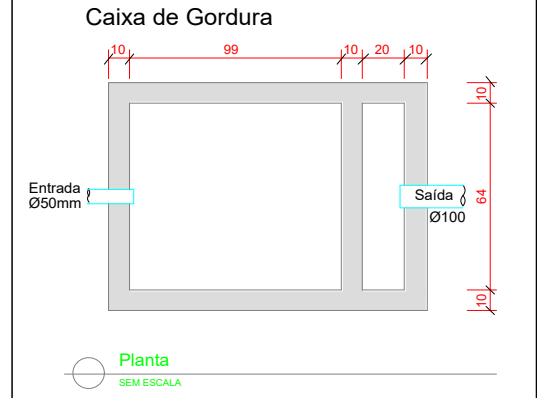 Caixa de Gordura
10 99 10 20 10
10
Entrada
Ø50mm
Saída
Ø100
64
10
Planta
SEM ESCALA